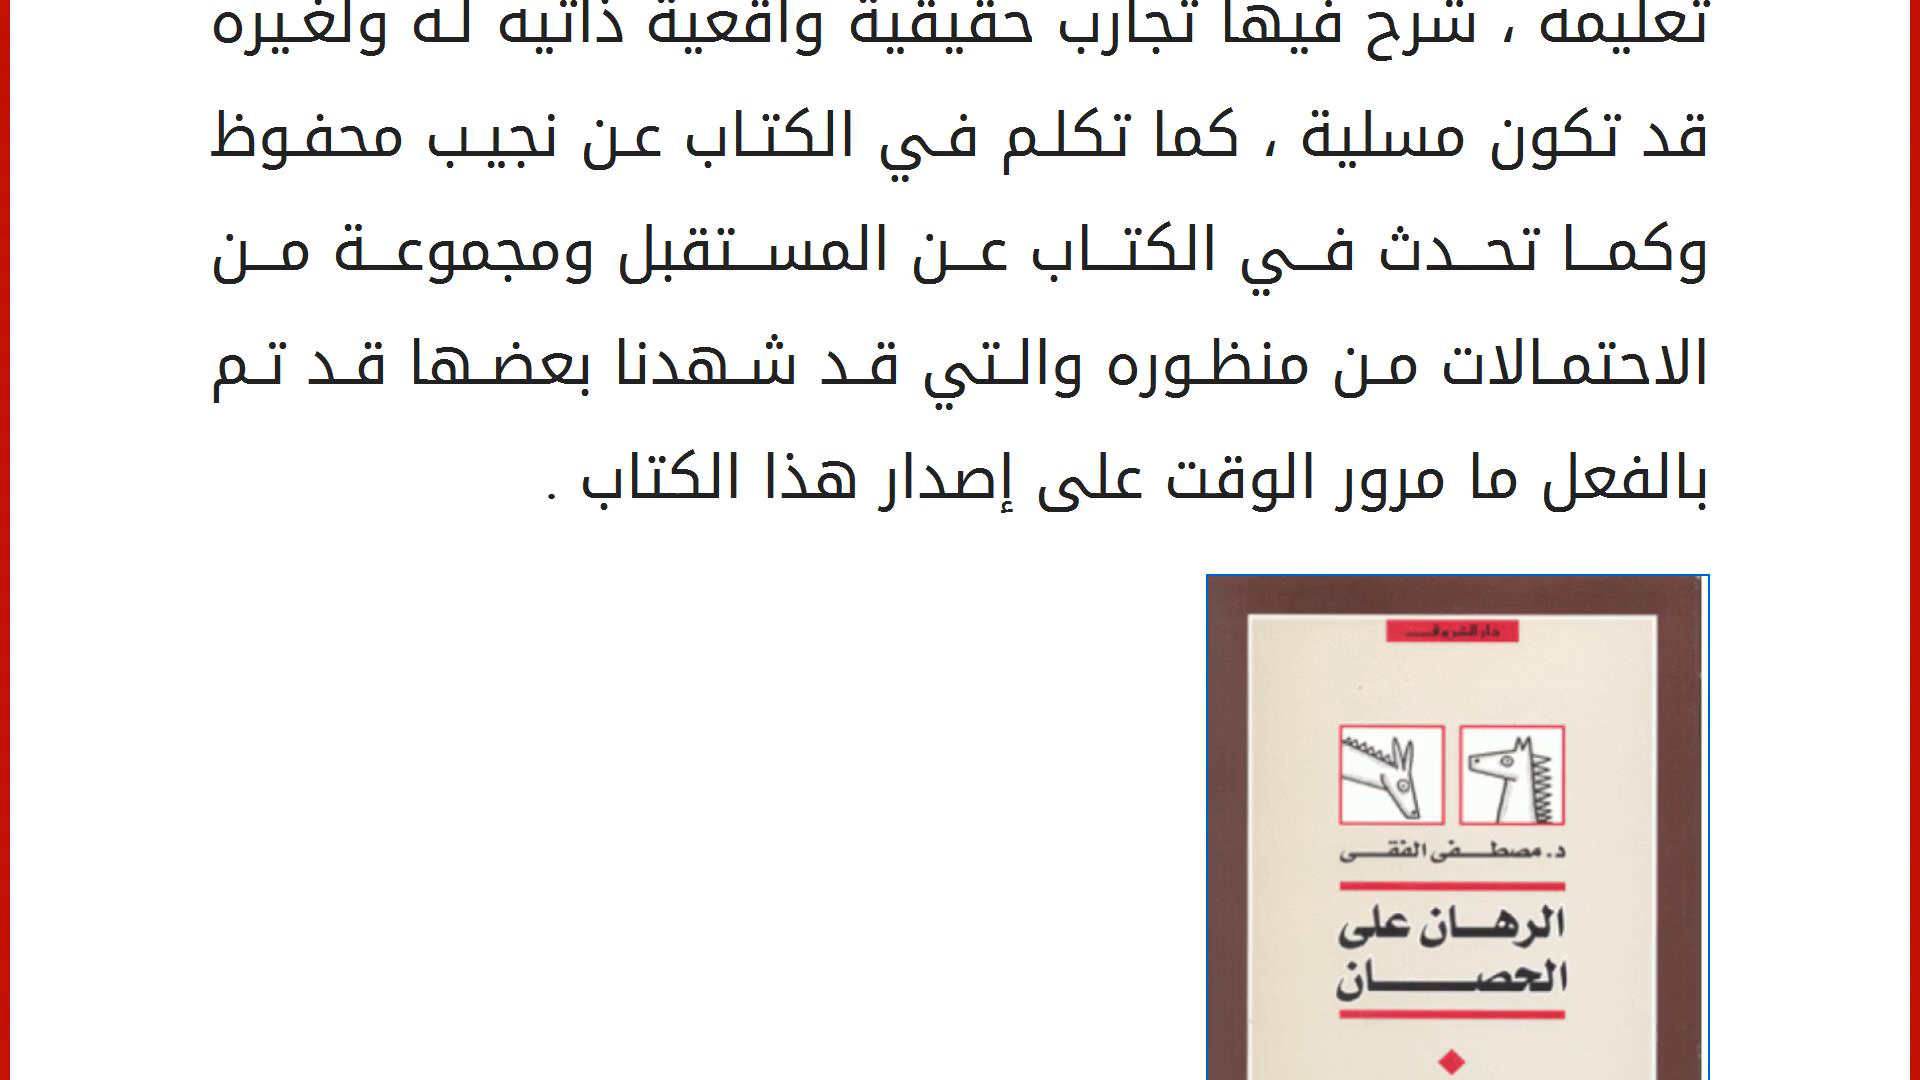 تعليمه ، شرح فيها تجارب حقيقية واقعية ذاتيه له ولغيره
قد تكون مسلية ، كما تكلم في الكتاب عن نجيب محفوظ
وكما تحدث في الكتاب عن المستقبل ومجموعة من
الاحتمالات من منظوره والتي قد شهدنا بعضها قد تم
بالفعل ما مرور الوقت على إصدار هذا الكتاب .
دار الشروق
د. مصطفى الفقى
الرهان على
الحصان